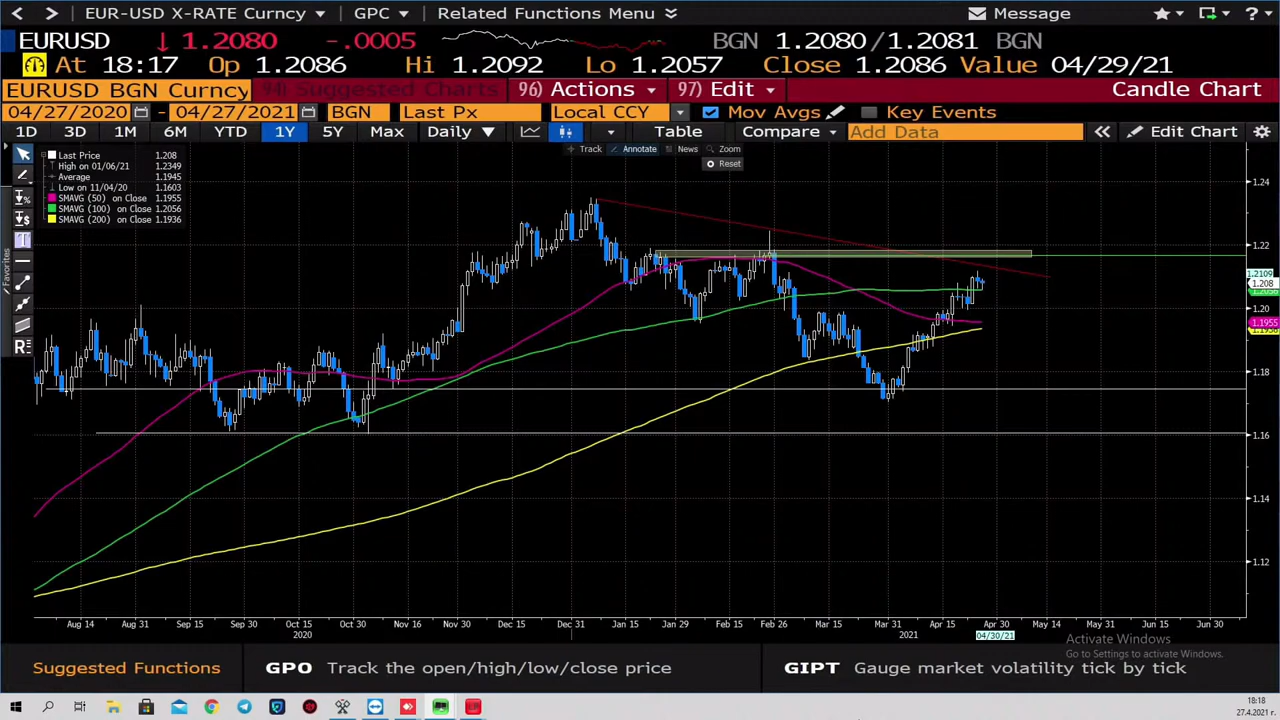 EUR-USD X-RATE Curncy GPC Related Functions Menu Message
EURUSD 1.2080 -.0005 BGN 1.2080/1.2081 BGN
At 18:17 Op 1.2086 Hi 1.2092 Lo 1.2057 Close 1.2086 Value 04/29/21
EURUSD BGN Curncy 94) Suggested Charts 96) Actions 97) Edit Candle Chart
04/27/2020 - 04/27/2021 BGN Last Px Local CCY Mov Avgs Key Events
1D 3D 1M 6M YTD 1Y 5Y Max Daily Table Compare Add Data Edit Chart
Track Annotate News Zoom
Reset
Last Price 1.208
High on 01/06/21 1.2349
Average 1.1945
Low on 11/04/20 1.1603
SMAVG (50) on Close 1.1955
SMAVG (100) on Close 1.2056
SMAVG (200) on Close 1.1936
Favorites
1.24
1.22
1.2109
1.208
1.20
1.1955
1.18
1.16
1.14
1.12
Aug 14 Aug 31 Sep 15 Sep 30 Oct 15 Oct 30 Nov 16 Nov 30 Dec 15 Dec 31 Jan 15 Jan 29 Feb 15 Feb 26 Mar 15 Mar 31 Apr 15 Apr 30 May 14 May 31 Jun 15 Jun 30
2020 2021 04/30/21
Activate Windows
Go to Settings to activate Windows.
Suggested Functions GPO Track the open/high/low/close price GIPT Gauge market volatility tick by tick
18:18
27.4.2021 г.